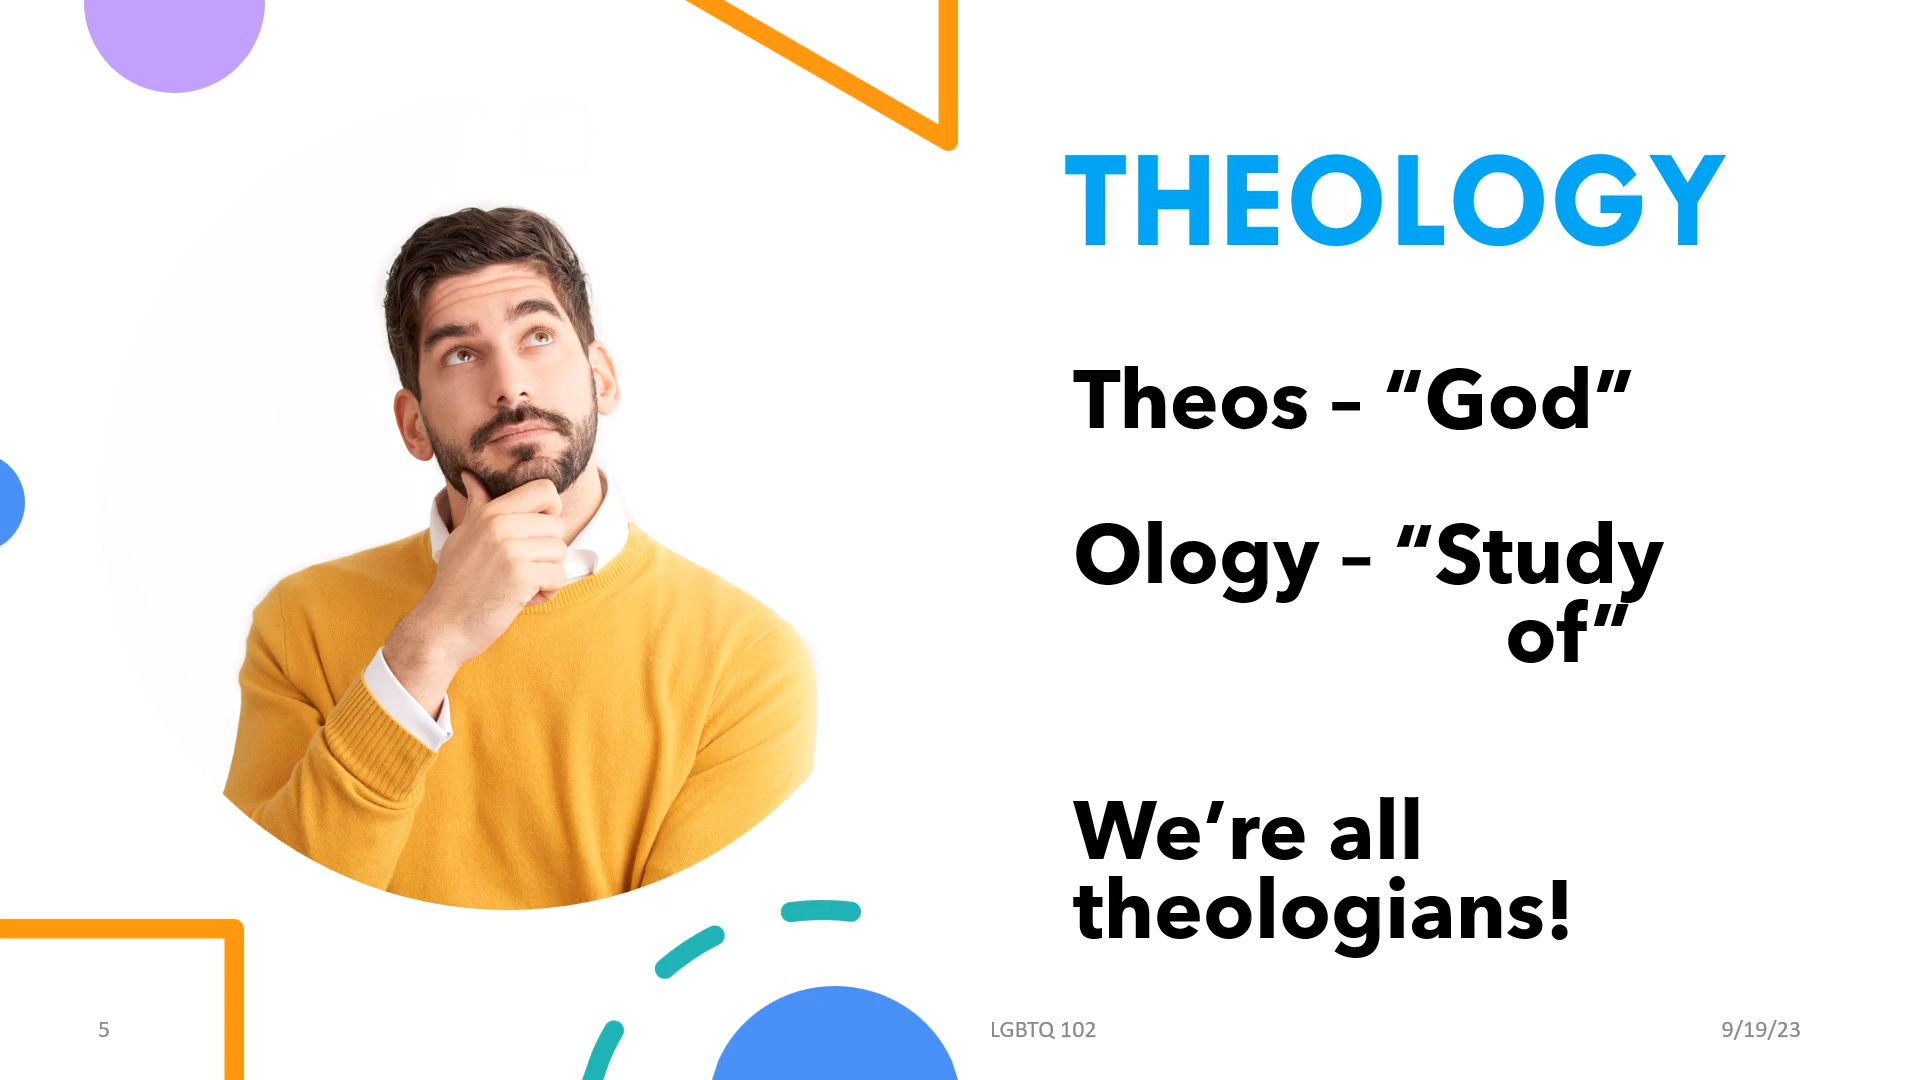 THEOLOGY
Theos – “God”
Ology – “Study
of”
We’re all
theologians!
5
LGBTQ 102
9/19/23